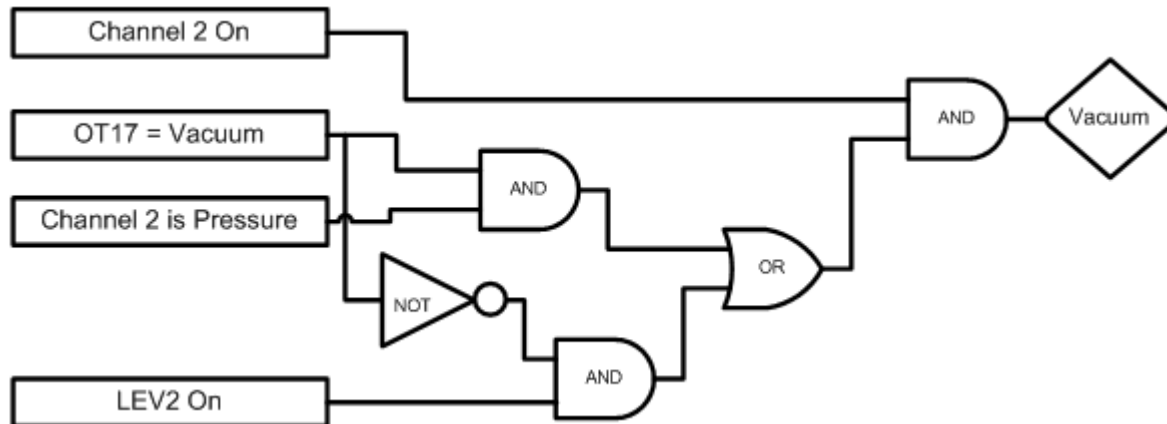 Channel 2 On
OT17 = Vacuum
Channel 2 is Pressure
LEV2 On
NOT
AND
AND
OR
AND
Vacuum